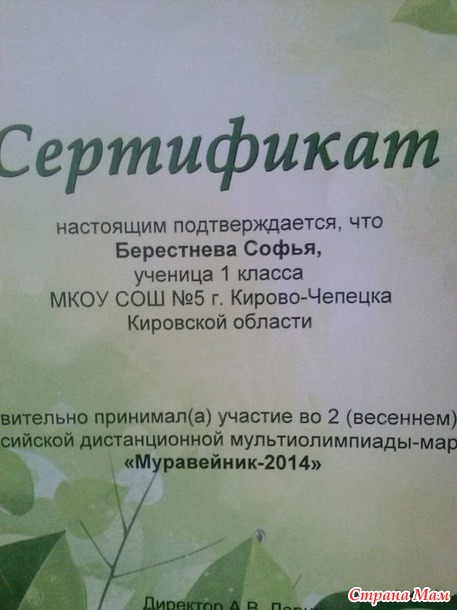 Сертификат
настоящим подтверждается, что
Берестнева Софья,
ученица 1 класса
МКОУ СОШ №5 г. Кирово-Чепецка
Кировской области
вительно принимал(а) участие во 2 (весеннем)
сийской дистанционной мультиолимпиады-мар
«Муравейник-2014»
Директор А.В.
Страна Мам